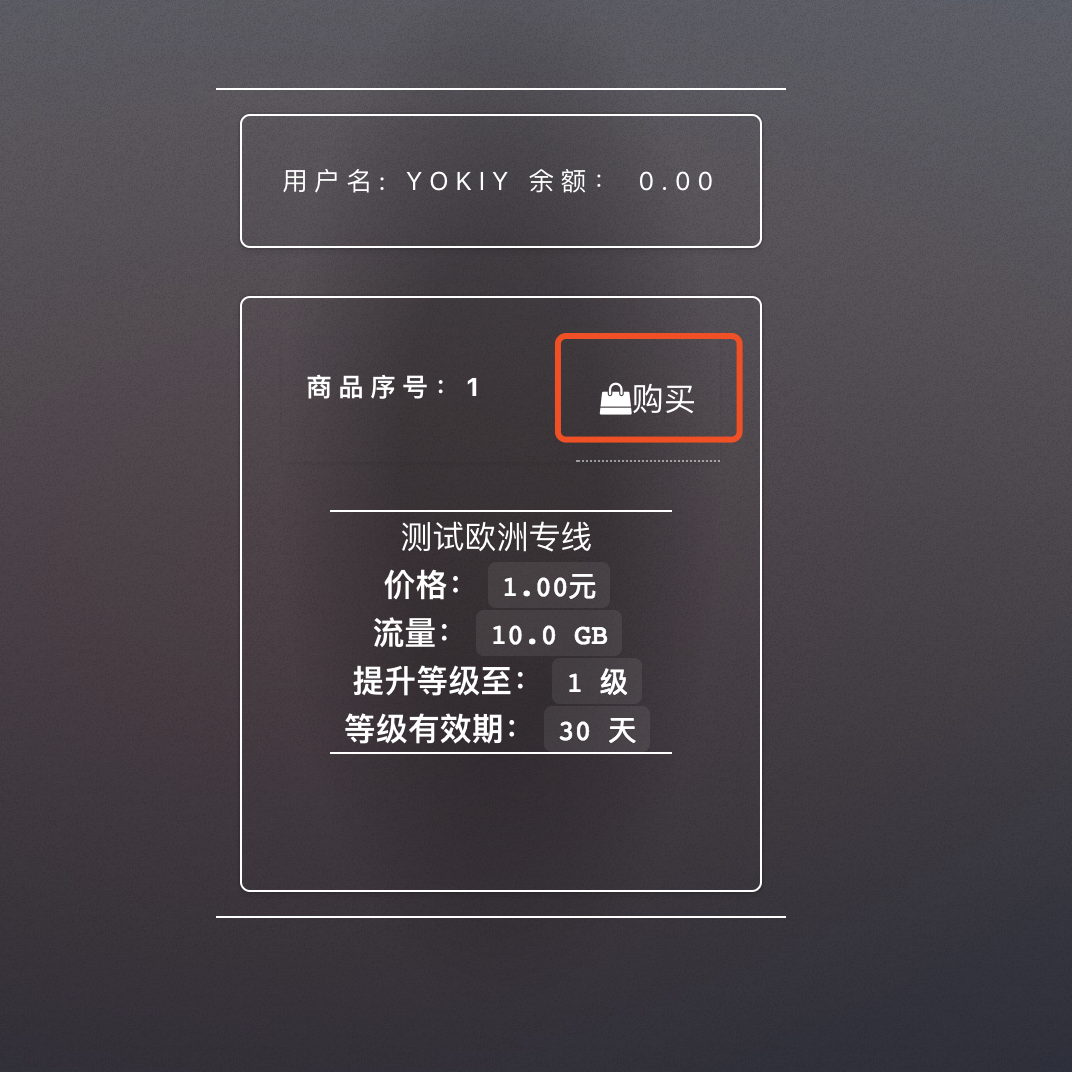 用户名: YOKIY 余额： 0.00
商品序号：1
购买
测试欧洲专线
价格： 1.00元
流量： 10.0 GB
提升等级至： 1 级
等级有效期： 30 天